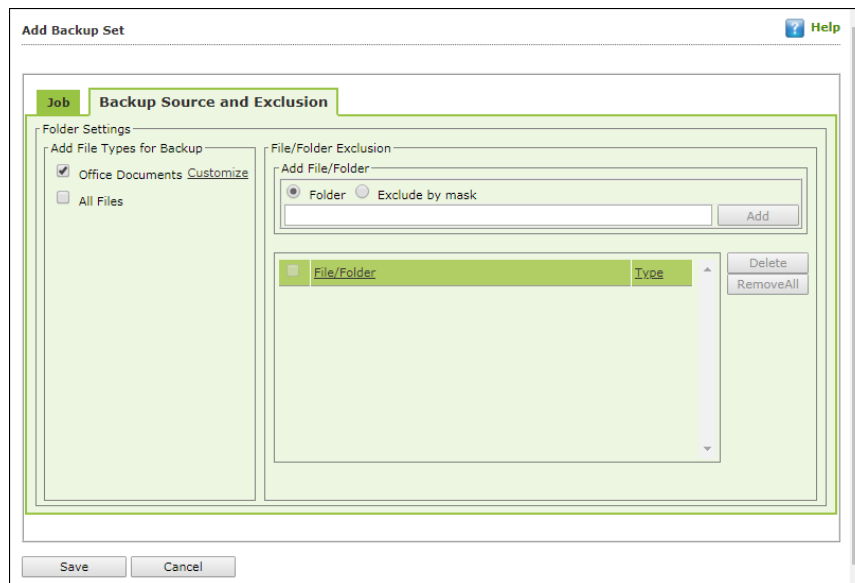 Add Backup Set
Help
Job
Backup Source and Exclusion
Folder Settings
Add File Types for Backup
Office Documents Customize
All Files
File/Folder Exclusion
Add File/Folder
Folder Exclude by mask
Add
File/Folder Type
Delete
RemoveAll
Save Cancel